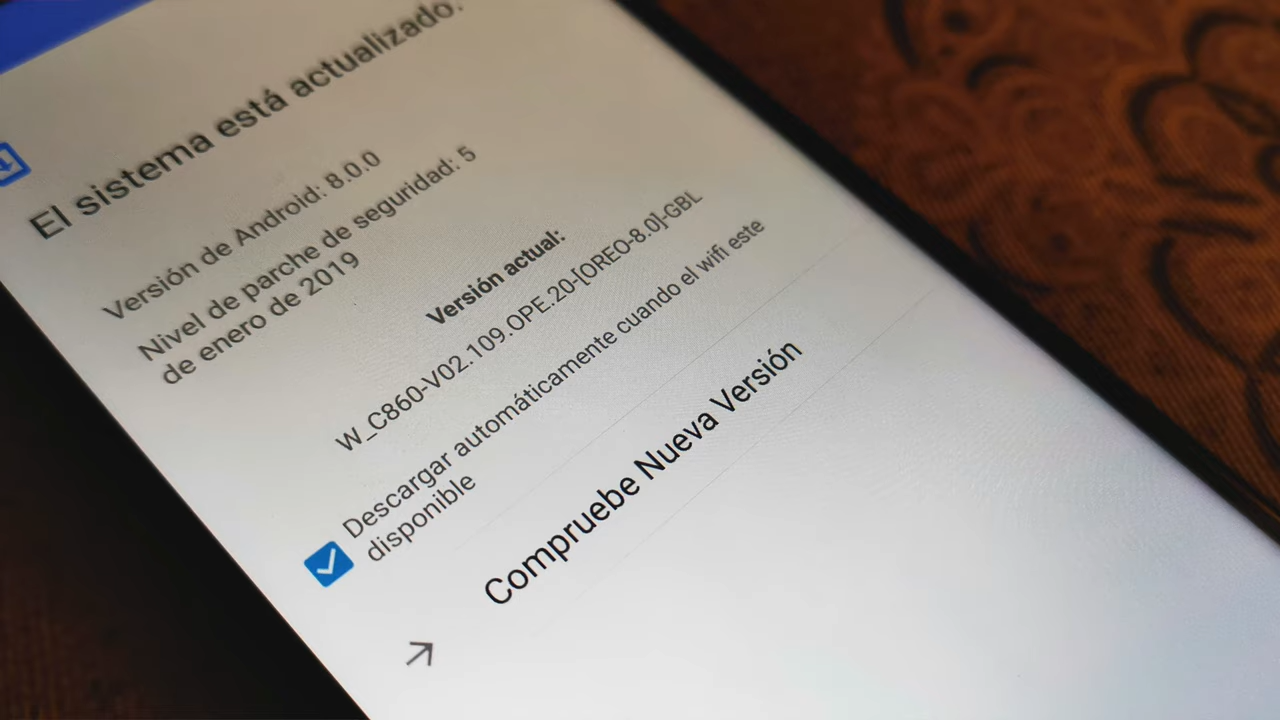 El sistema está actualizado.
Versión de Android: 8.0.0
Nivel de parche de seguridad: 5
de enero de 2019
Versión actual:
W_C860-V02.109.OPE.20-[OREO-8.0]-GBL
Descargar automáticamente cuando el wifi este
disponible
Compruebe Nueva Versión